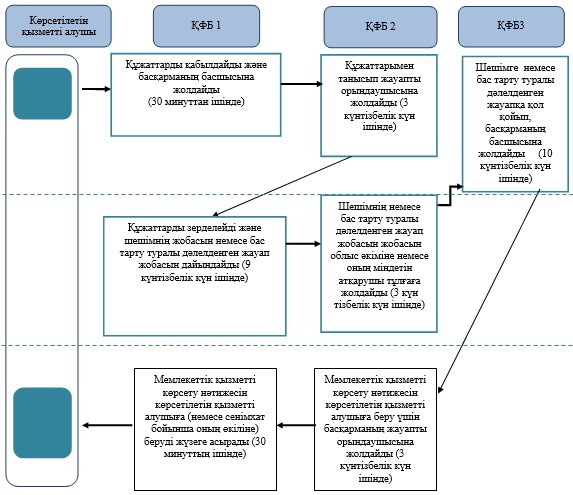 Көрсетілетін
қызметті алушы
ҚФБ 1
ҚФБ 2
ҚФБ3
Құжаттарды қабылдайды және
басқарманың басшысына
жолдайды
(30 минуттан ішінде)
Құжаттарымен
танысып жауапты
орындаушысына
жолдайды (3
күнтізбелік күн
ішінде)
Шешімге немесе
бас тарту туралы
дәлелденген
жауапқа қол
қойып,
басқарманың
басшысына
жолдайды (10
күнтізбелік күн
ішінде)
Құжаттарды зерделейді және
шешімнің жобасын немесе бас
тарту туралы дәлелденген жауап
жобасын дайындайды (9
күнтізбелік күн ішінде)
Шешімнің немесе
бас тарту туралы
дәлелденген жауап
жобасын жобасын
облыс әкіміне немесе
оның міндетін
атқарушы тұлғаға
жолдайды (3 күн
тізбелік күн ішінде)
Мемлекеттік қызметті
көрсету нәтижесін
көрсетілетін қызметті
алушыға (немесе сенімхат
бойынша оның өкіліне)
беруді жүзеге асырады (30
минуттың ішінде)
Мемлекеттік қызметті
көрсету нәтижесін
көрсетілетін қызметті
алушыға беру үшін
басқарманың жауапты
орындаушысына
жолдайды (3
күнтізбелік күн
ішінде)